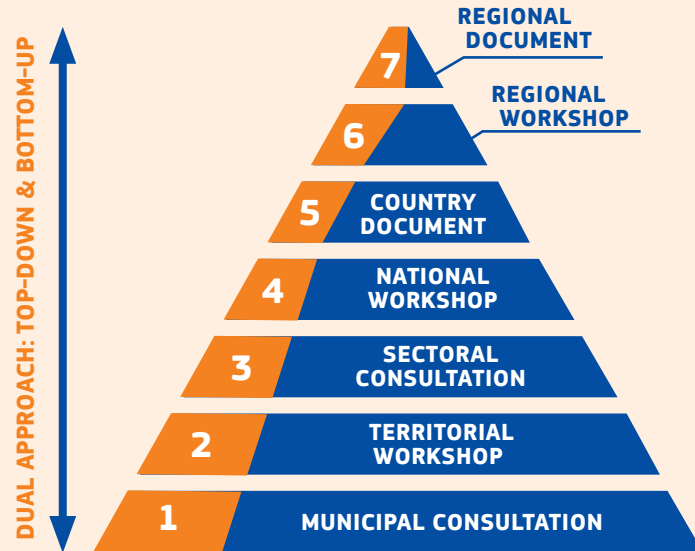 DUAL APPROACH: TOP-DOWN & BOTTOM-UP
7
REGIONAL
DOCUMENT
6
REGIONAL
WORKSHOP
5
COUNTRY
DOCUMENT
4
NATIONAL
WORKSHOP
3
SECTORAL
CONSULTATION
2
TERRITORIAL
WORKSHOP
1
MUNICIPAL CONSULTATION